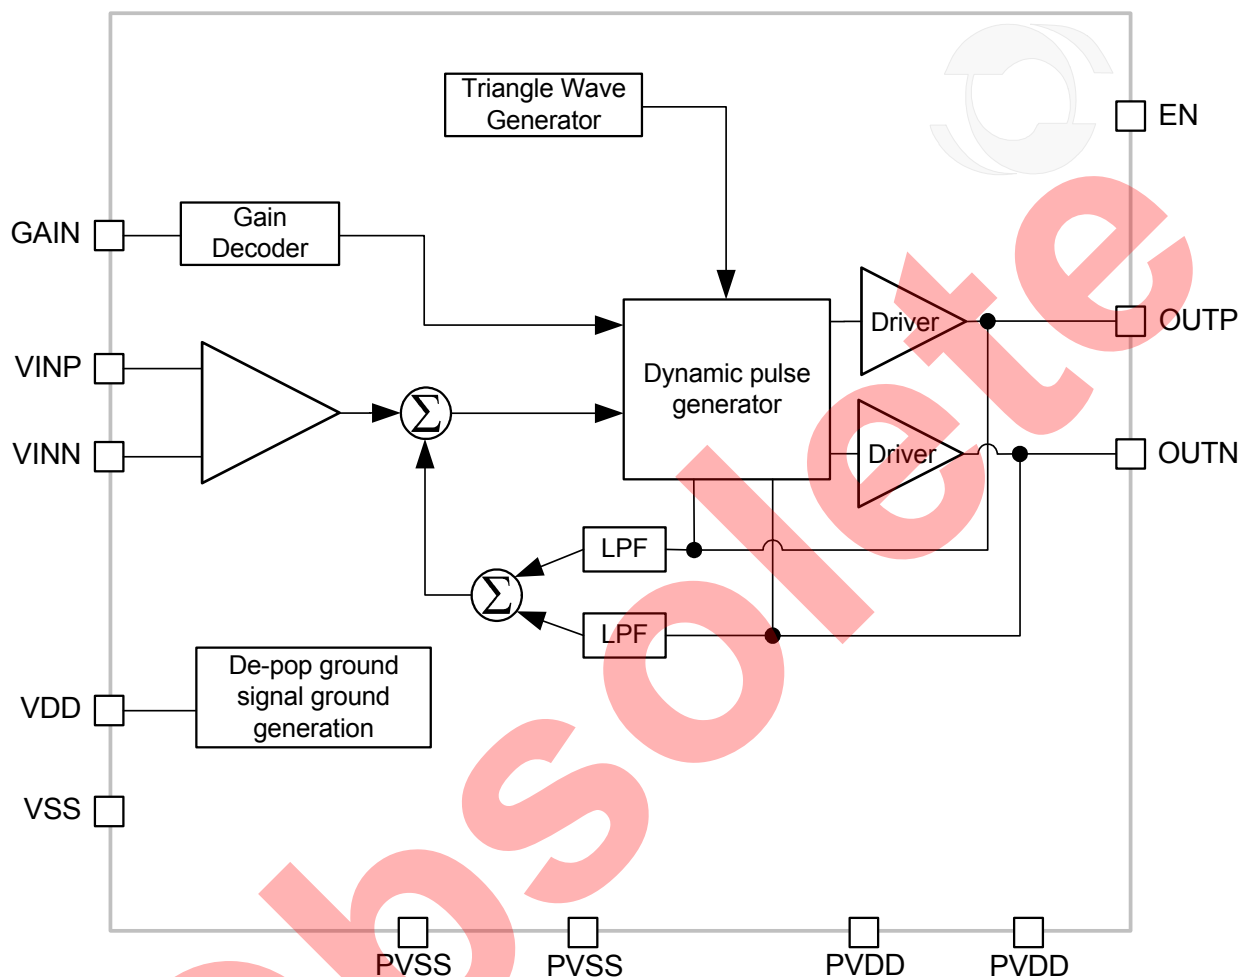 Triangle Wave
Generator
EN
GAIN
Gain
Decoder
Driver
OUTP
VINP
Dynamic pulse
generator
Σ
VINN
Driver
OUTN
LPF
Σ
LPF
De-pop ground
signal ground
generation
VDD
VSS
PVSS
PVSS
PVDD
PVDD
obsolete